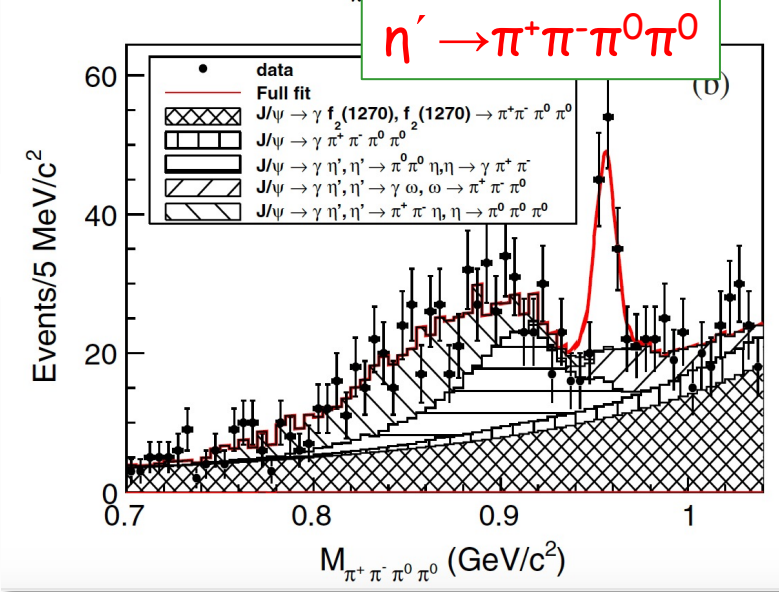 η′ →π⁺π⁻π⁰π⁰
(b)
data
Full fit
J/ψ → γ f₂(1270), f₂(1270) → π⁺π⁻ π⁰ π⁰
J/ψ → γ π⁺ π⁻ π⁰ π⁰
J/ψ → γ η', η' → π⁰π⁰ η,η → γ π⁺ π⁻
J/ψ → γ η', η' → γ ω, ω → π⁺ π⁻ π⁰
J/ψ → γ η', η' → π⁺ π⁻ η, η → π⁰ π⁰ π⁰
Events/5 MeV/c²
60
40
20
0
0.7 0.8 0.9 1
M_π⁺ π⁻ π⁰ π⁰ (GeV/c²)